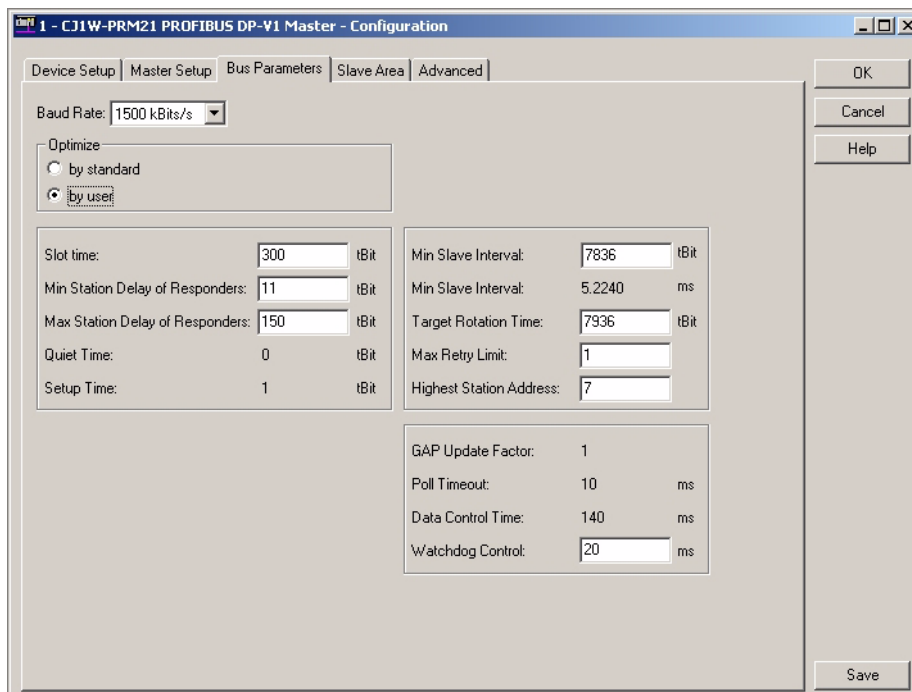 1 - CJ1W-PRM21 PROFIBUS DP-V1 Master - Configuration
Device Setup Master Setup Bus Parameters Slave Area Advanced
OK
Cancel
Help
Baud Rate: 1500 kBits/s
Optimize
by standard
by user
Slot time: 300 tBit
Min Station Delay of Responders: 11 tBit
Max Station Delay of Responders: 150 tBit
Quiet Time: 0 tBit
Setup Time: 1 tBit
Min Slave Interval: 7836 tBit
Min Slave Interval: 5.2240 ms
Target Rotation Time: 7936 tBit
Max Retry Limit: 1
Highest Station Address: 7
GAP Update Factor: 1
Poll Timeout: 10 ms
Data Control Time: 140 ms
Watchdog Control: 20 ms
Save